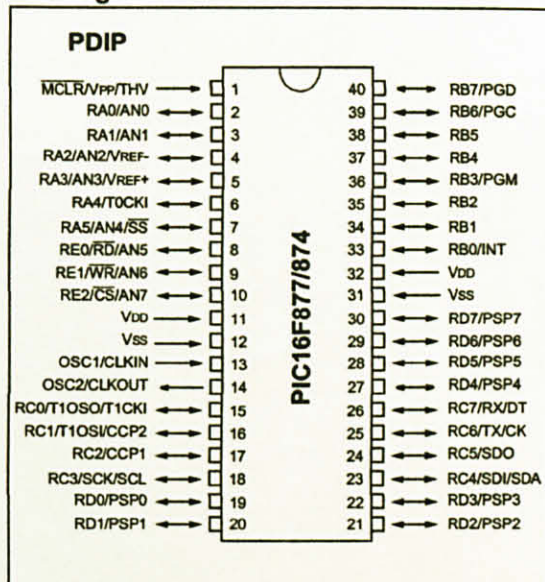 PDIP
MCLR/VPP/THV 1 40 RB7/PGD
RA0/AN0 2 39 RB6/PGC
RA1/AN1 3 38 RB5
RA2/AN2/VREF- 4 37 RB4
RA3/AN3/VREF+ 5 36 RB3/PGM
RA4/T0CKI 6 35 RB2
RA5/AN4/SS 7 34 RB1
RE0/RD/AN5 8 33 RB0/INT
RE1/WR/AN6 9 32 VDD
RE2/CS/AN7 10 31 VSS
VDD 11 30 RD7/PSP7
VSS 12 29 RD6/PSP6
OSC1/CLKIN 13 28 RD5/PSP5
OSC2/CLKOUT 14 27 RD4/PSP4
RC0/T1OSO/T1CKI 15 26 RC7/RX/DT
RC1/T1OSI/CCP2 16 25 RC6/TX/CK
RC2/CCP1 17 24 RC5/SDO
RC3/SCK/SCL 18 23 RC4/SDI/SDA
RD0/PSP0 19 22 RD3/PSP3
RD1/PSP1 20 21 RD2/PSP2
PIC16F877/874